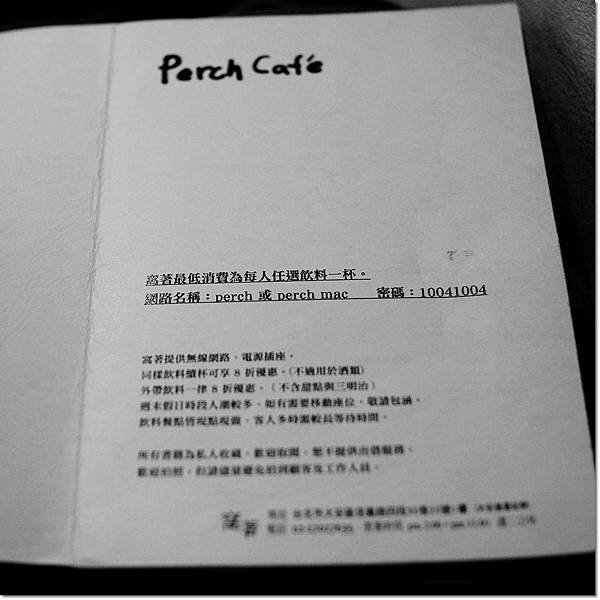 Perch Café
窩著最低消費為每人任選飲料一杯。
網路名稱：perch 或 perch mac 密碼：10041004
窩著提供無線網路、電源插座。
同樣飲料續杯可享 8 折優惠。(不適用於酒類)
外帶飲料一律 8 折優惠。（不含甜點與三明治）
週末假日時段人潮較多，如有需要移動座位，敬請包涵。
飲料餐點皆現點現做，客人多時需較長等待時間。
所有書籍為私人收藏，歡迎取閱，恕不提供出借服務。
歡迎拍照，但請儘量避免拍到顧客及工作人員。
窩著
地址
電話 營業時間